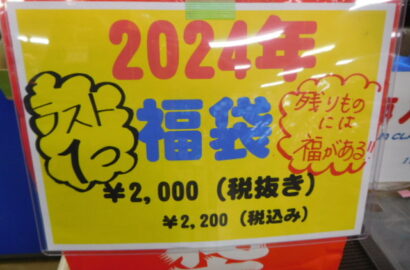 2024年
ラスト
1つ
福袋
残りもの
には
福がある!!
￥2,000（税抜き）
￥2,200（税込み）